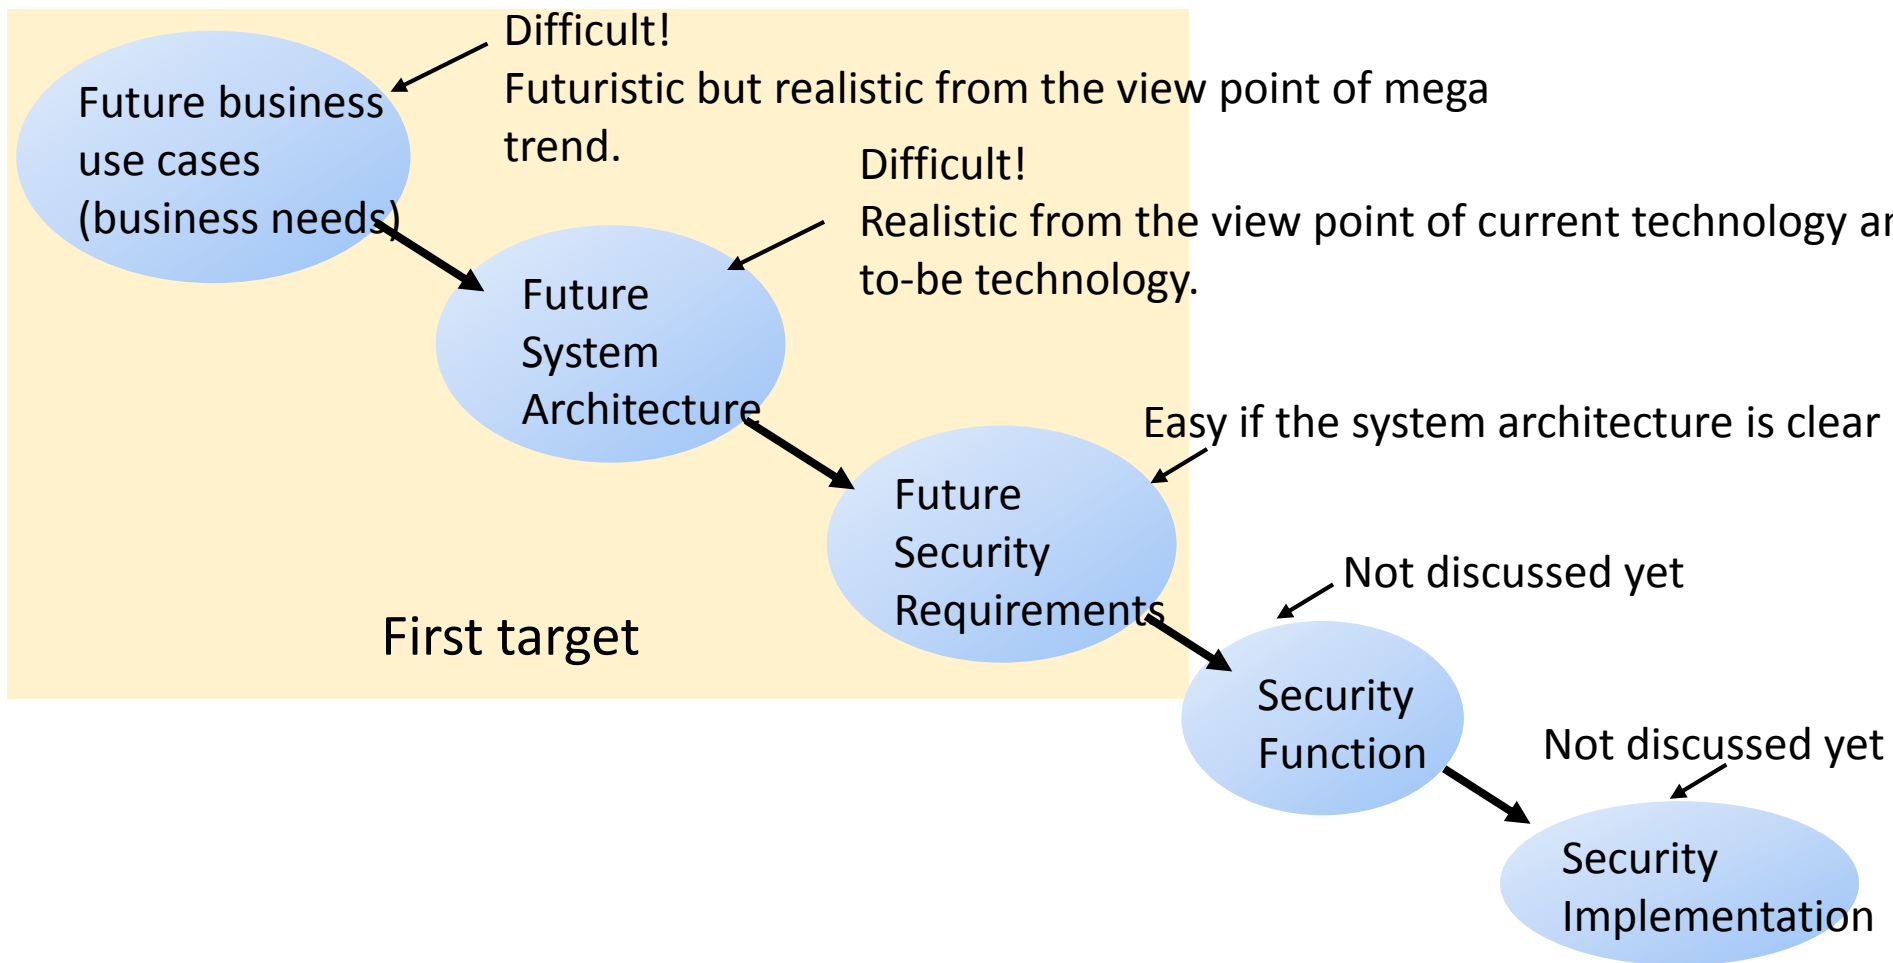 Difficult!
Futuristic but realistic from the view point of mega
trend.
Future business
use cases
(business needs)
Difficult!
Realistic from the view point of current technology
to-be technology.
Future
System
Architecture
Easy if the system architecture is clear
Future
Security
Requirements
Not discussed yet
First target
Security
Function
Not discussed yet
Security
Implementation